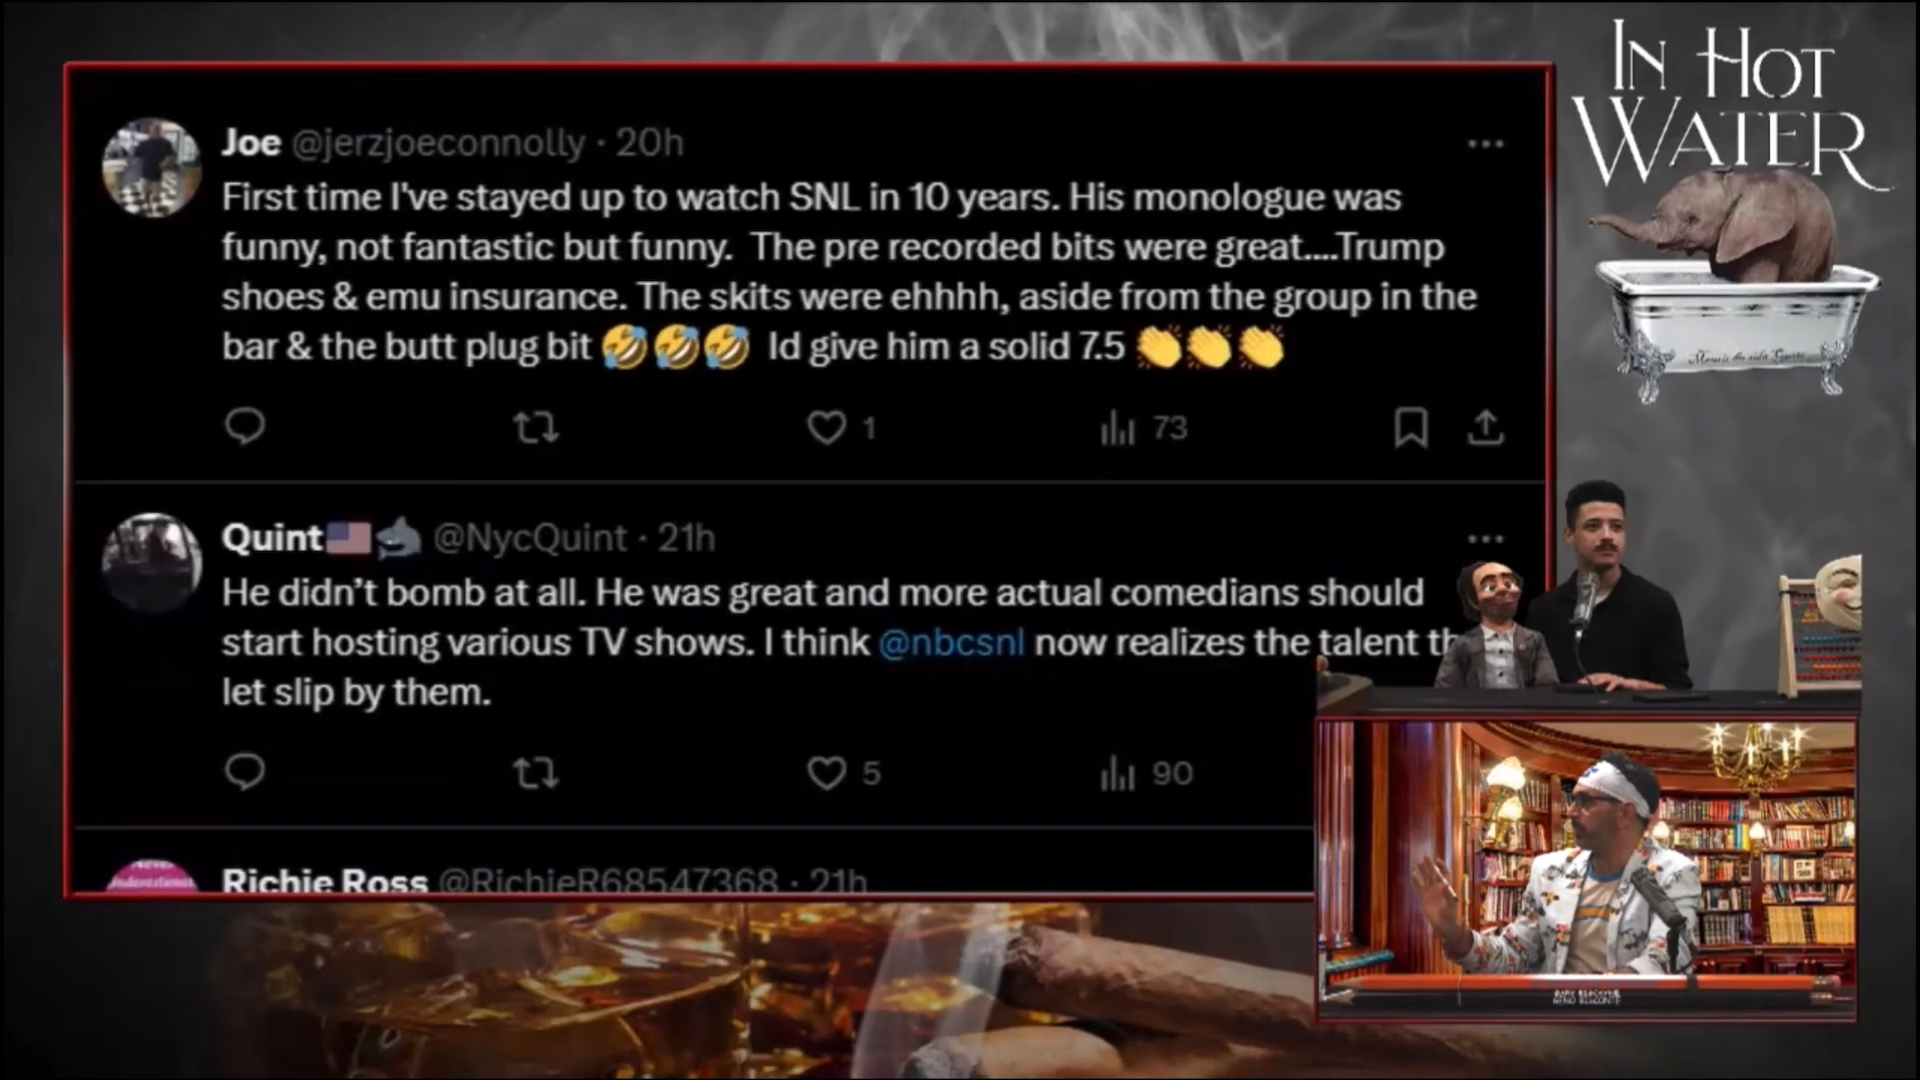 IN HOT
WATER
Joe @jerzjoeconnolly · 20h
First time I've stayed up to watch SNL in 10 years. His monologue was
funny, not fantastic but funny.  The pre recorded bits were great....Trump
shoes & emu insurance. The skits were ehhhh, aside from the group in the
bar & the butt plug bit 🤣🤣🤣  Id give him a solid 7.5 👏👏👏
1
73
Quint🇺🇸🦈 @NycQuint · 21h
He didn’t bomb at all. He was great and more actual comedians should
start hosting various TV shows. I think @nbcsnl now realizes the talent th
let slip by them.
5
90
Richie Ross @RichieR68547368 · 21h